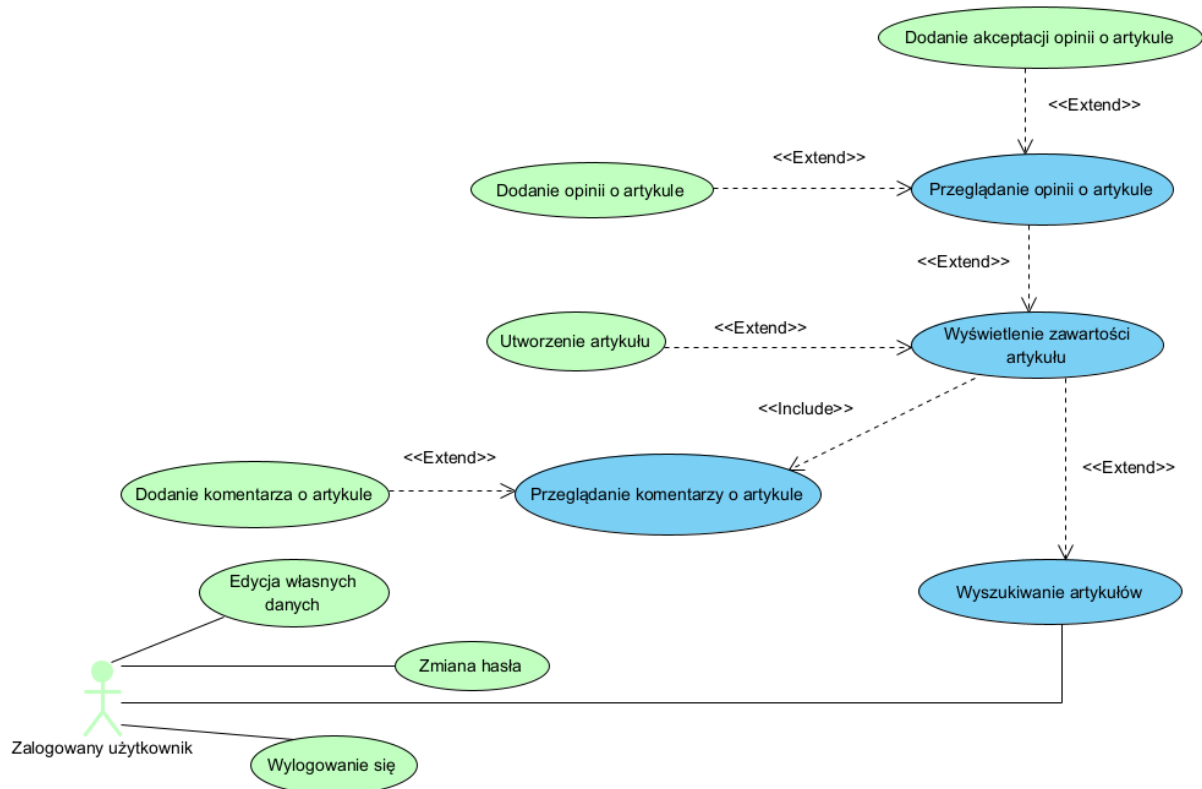 Dodanie akceptacji opinii o artykule
<<Extend>>
<<Extend>>
Dodanie opinii o artykule
Przeglądanie opinii o artykule
<<Extend>>
<<Extend>>
Utworzenie artykułu
Wyświetlenie zawartości
artykułu
<<Include>>
<<Extend>>
<<Extend>>
Dodanie komentarza o artykule
Przeglądanie komentarzy o artykule
Edycja własnych
danych
Wyszukiwanie artykułów
Zmiana hasła
Zalogowany użytkownik
Wylogowanie się